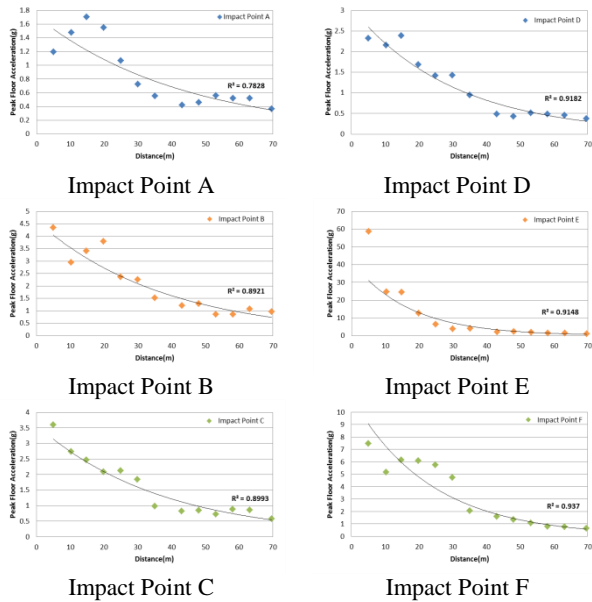 Peak Floor Acceleration(g)
1.8
1.6
1.4
1.2
1
0.8
0.6
0.4
0.2
0
0 10 20 30 40 50 60 70
Distance(m)
Impact Point A
R² = 0.7828
Impact Point A
Peak Floor Acceleration(g)
3
2.5
2
1.5
1
0.5
0
0 10 20 30 40 50 60 70
Distance(m)
Impact Point D
R² = 0.9182
Impact Point D
Peak Floor Acceleration(g)
5
4.5
4
3.5
3
2.5
2
1.5
1
0.5
0
0 10 20 30 40 50 60 70
Distance(m)
Impact Point B
R² = 0.8921
Impact Point B
Peak Floor Acceleration(g)
70
60
50
40
30
20
10
0
0 10 20 30 40 50 60 70
Distance(m)
Impact Point E
R² = 0.9148
Impact Point E
Peak Floor Acceleration(g)
4
3.5
3
2.5
2
1.5
1
0.5
0
0 10 20 30 40 50 60 70
Distance(m)
Impact Point C
R² = 0.8993
Impact Point C
Peak Floor Acceleration(g)
10
9
8
7
6
5
4
3
2
1
0
0 10 20 30 40 50 60 70
Distance(m)
Impact Point F
R² = 0.937
Impact Point F